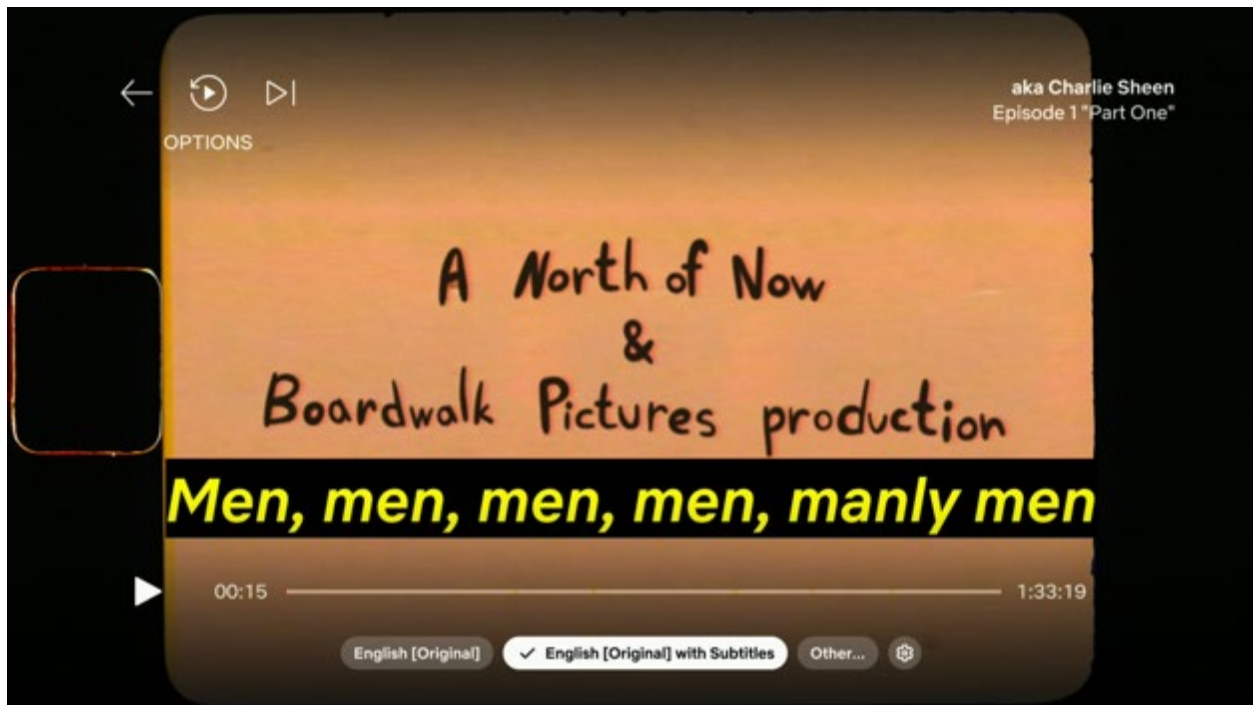 aka Charlie Sheen
Episode 1 "Part One"
OPTIONS
A North of Now
&
Boardwalk Pictures production
Men, men, men, men, manly men
00:15
1:33:19
English [Original]
English [Original] with Subtitles
Other...